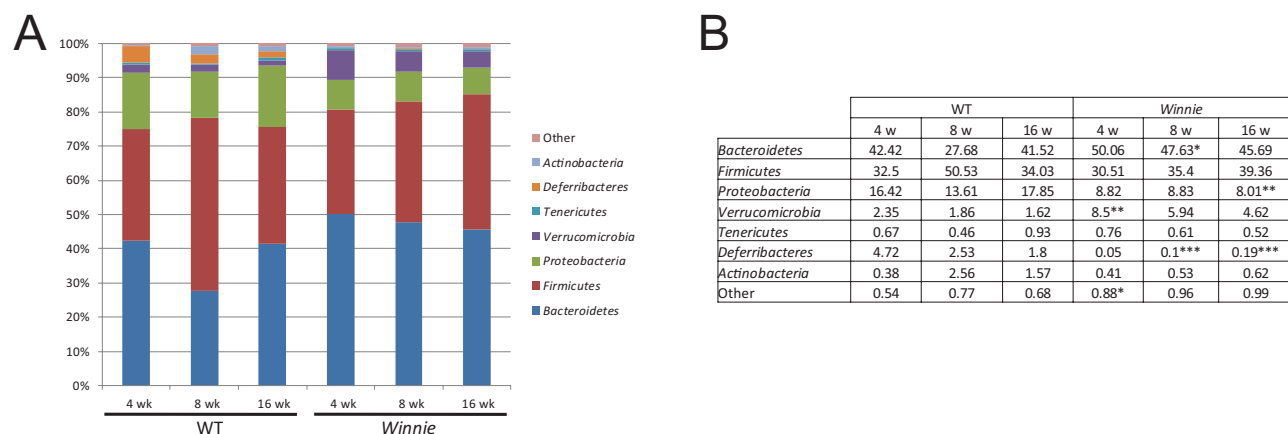 A
100%
90%
80%
70%
60%
50%
40%
30%
20%
10%
0%
4 wk 8 wk 16 wk 4 wk 8 wk 16 wk
WT Winnie
Other
Actinobacteria
Deferribacteres
Tenericutes
Verrucomicrobia
Proteobacteria
Firmicutes
Bacteroidetes
B
WT Winnie
4 w 8 w 16 w 4 w 8 w 16 w
Bacteroidetes 42.42 27.68 41.52 50.06 47.63* 45.69
Firmicutes 32.5 50.53 34.03 30.51 35.4 39.36
Proteobacteria 16.42 13.61 17.85 8.82 8.83 8.01**
Verrucomicrobia 2.35 1.86 1.62 8.5** 5.94 4.62
Tenericutes 0.67 0.46 0.93 0.76 0.61 0.52
Deferribacteres 4.72 2.53 1.8 0.05 0.1*** 0.19***
Actinobacteria 0.38 2.56 1.57 0.41 0.53 0.62
Other 0.54 0.77 0.68 0.88* 0.96 0.99